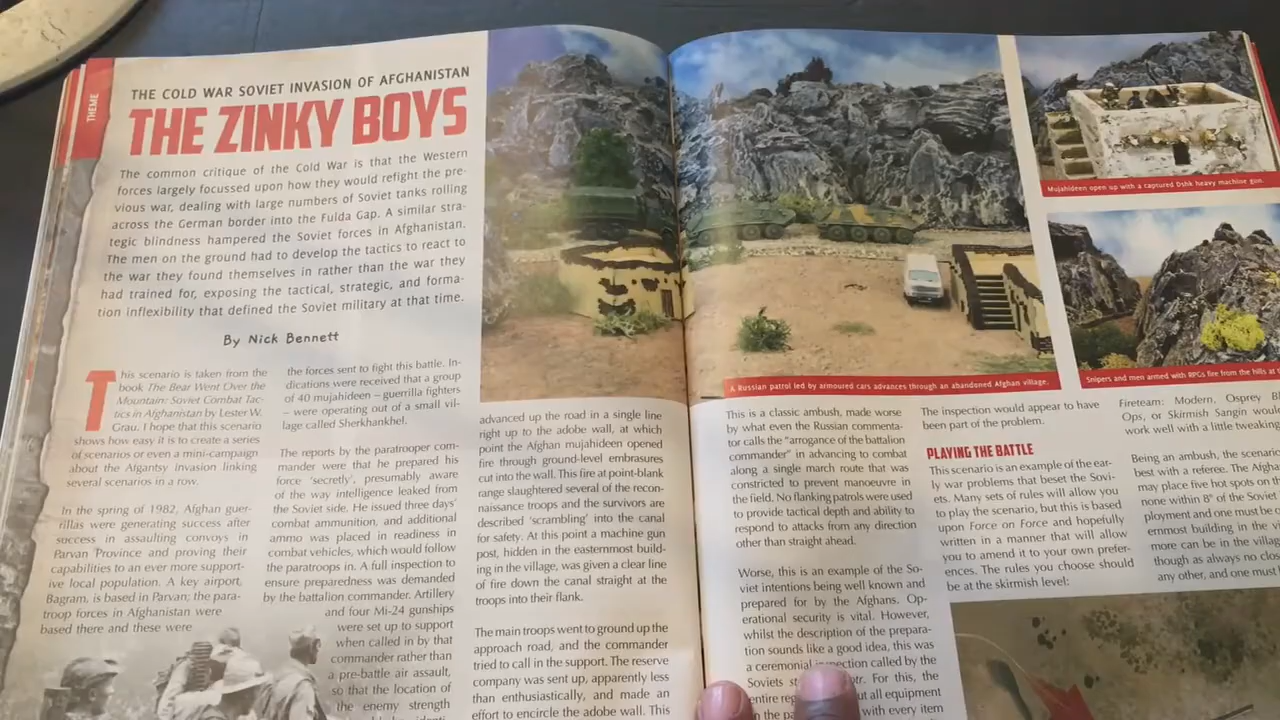 THEME
THE COLD WAR SOVIET INVASION OF AFGHANISTAN
THE ZINKY BOYS
The common critique of the Cold War is that the Western
forces largely focussed upon how they would refight the pre-
vious war, dealing with large numbers of Soviet tanks rolling
across the German border into the Fulda Gap. A similar stra-
tegic blindness hampered the Soviet forces in Afghanistan.
The men on the ground had to develop the tactics to react to
the war they found themselves in rather than the war they
had trained for, exposing the tactical, strategic, and forma-
tion inflexibility that defined the Soviet military at that time.
By Nick Bennett
This scenario is taken from the
book The Bear Went Over the
Mountain: Soviet Combat Tac-
tics in Afghanistan by Lester W.
Grau. I hope that this scenario
shows how easy it is to create a series
of scenarios or even a mini-campaign
about the Afgantsy invasion linking
several scenarios in a row.
In the spring of 1982, Afghan guer-
rillas were generating success after
success in assaulting convoys in
Parvan Province and proving their
capabilities to an ever more support-
ive local population. A key airport,
Bagram, is based in Parvan; the para-
troop forces in Afghanistan were
based there and these were
the forces sent to fight this battle. In-
dications were received that a group
of 40 mujahideen – guerrilla fighters
– were operating out of a small vil-
lage called Sherkhankhel.
The reports by the paratrooper com-
mander were that he prepared his
force 'secretly', presumably aware
of the way intelligence leaked from
the Soviet side. He issued three days'
combat ammunition, and additional
ammo was placed in readiness in
combat vehicles, which would follow
the paratroops in. A full inspection to
ensure preparedness was demanded
by the battalion commander. Artillery
and four Mi-24 gunships
were set up to support
when called in by that
commander rather than
a pre-battle air assault,
so that the location of
the enemy strength
advanced up the road in a single line
right up to the adobe wall, at which
point the Afghan mujahideen opened
fire through ground-level embrasures
cut into the wall. This fire at point-blank
range slaughtered several of the recon-
naissance troops and the survivors are
described 'scrambling' into the canal
for safety. At this point a machine gun
post, hidden in the easternmost build-
ing in the village, was given a clear line
of fire down the canal straight at the
troops into their flank.
The main troops went to ground up the
approach road, and the commander
tried to call in the support. The reserve
company was sent up, apparently less
than enthusiastically, and made an
effort to encircle the adobe wall. This
A Russian patrol led by armoured cars advances through an abandoned Afghan village.
Mujahideen open up with a captured Dshk heavy machine gun.
Snipers and men armed with RPGs fire from the hills at
This is a classic ambush, made worse
by what even the Russian commenta-
tor calls the "arrogance of the battalion
commander" in advancing to combat
along a single march route that was
constricted to prevent manoeuvre in
the field. No flanking patrols were used
to provide tactical depth and ability to
respond to attacks from any direction
other than straight ahead.
Worse, this is an example of the So-
viet intentions being well known and
prepared for by the Afghans. Op-
erational security is vital. However,
whilst the description of the prepara-
tion sounds like a good idea, this was
a ceremonial inspection called by the
Soviets
For this, the
entire
all equipment
with every item
The inspection would appear to have
been part of the problem.
PLAYING THE BATTLE
This scenario is an example of the ear-
ly war problems that beset the Sovi-
ets. Many sets of rules will allow you
to play the scenario, but this is based
upon Force on Force and hopefully
written in a manner that will allow
you to amend it to your own prefer-
ences. The rules you choose should
be at the skirmish level:
Fireteam: Modern, Osprey
Ops, or Skirmish Sangin would
work well with a little tweaking
Being an ambush, the scenario
best with a referee. The
may place five hot spots on
none within 8" of the Soviet
ployment and one must be
ernmost building in the
more can be in the
though as always no
any other, and one must